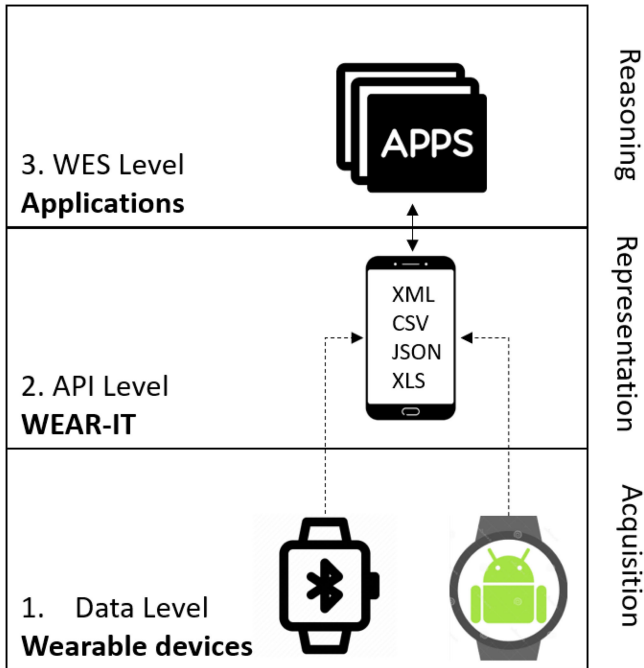 APPS
3. WES Level
Applications
Reasoning
XML
CSV
JSON
XLS
2. API Level
WEAR-IT
Representation
1. Data Level
Wearable devices
Acquisition